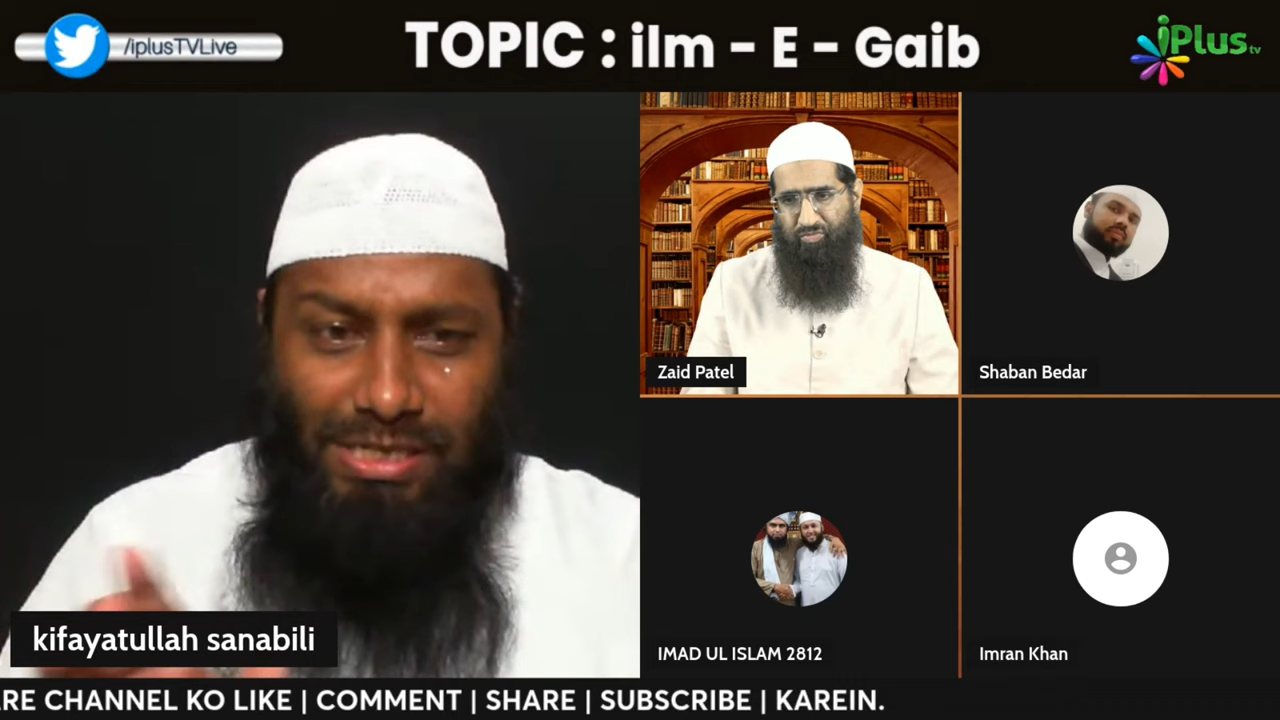 /iplusTVLive
TOPIC : ilm - E - Gaib
iPlus tv
Zaid Patel
Shaban Bedar
kifayatullah sanabili
IMAD UL ISLAM 2812
Imran Khan
RE CHANNEL KO LIKE | COMMENT | SHARE | SUBSCRIBE | KAREIN.